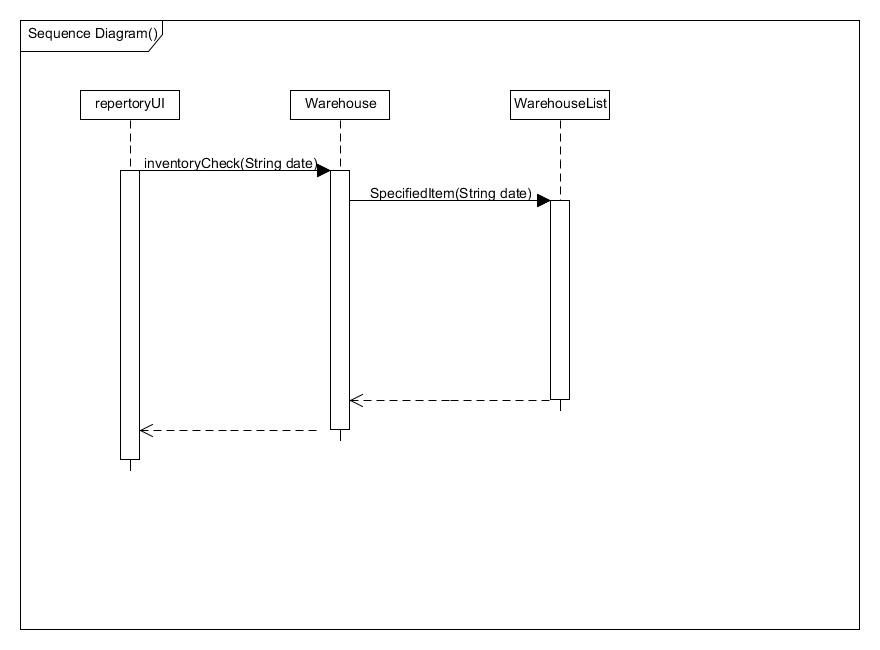 Sequence Diagram()
repertoryUI
Warehouse
WarehouseList
inventoryCheck(String date)
SpecifiedItem(String date)